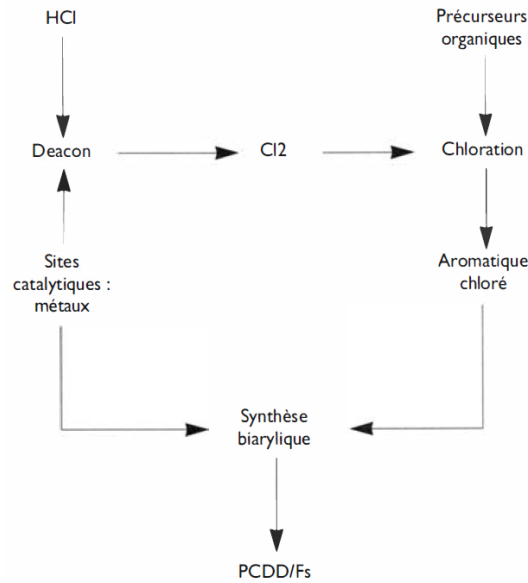 HCl
Précurseurs
organiques
Deacon
Cl2
Chloration
Sites
catalytiques :
métaux
Aromatique
chloré
Synthèse
biarylique
PCDD/Fs